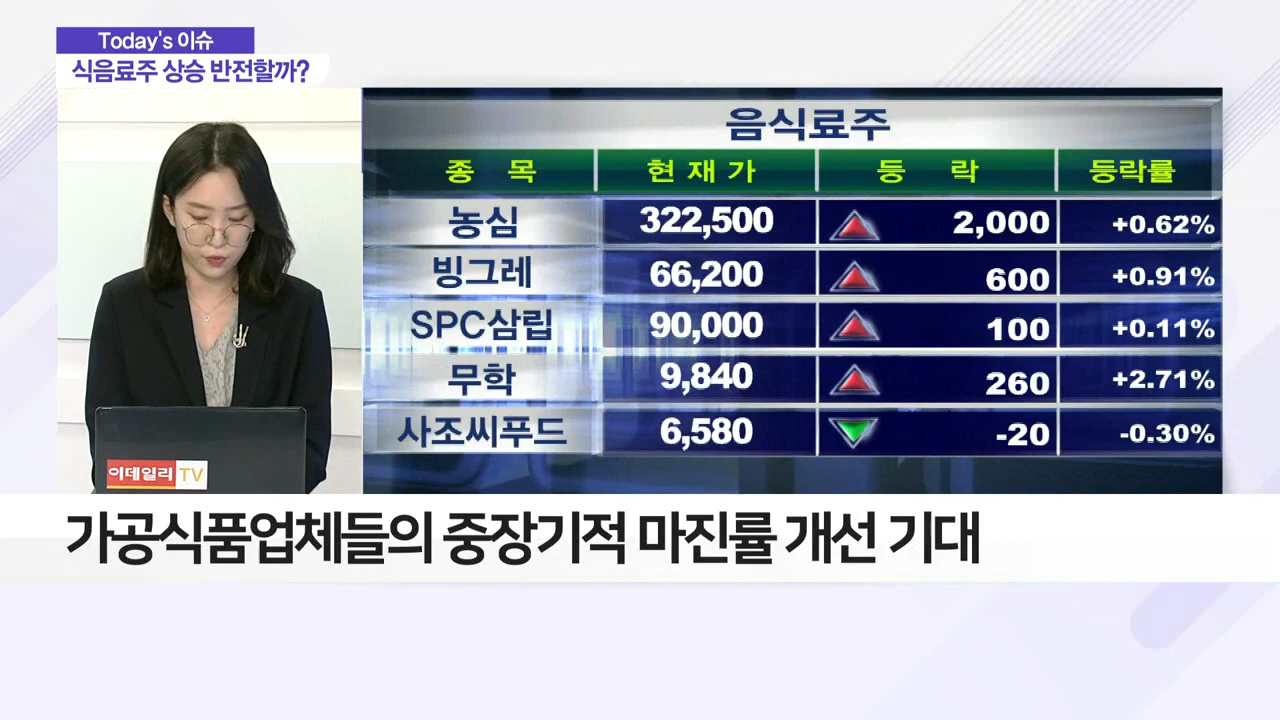 Today's 이슈
식음료주 상승 반전할까?
음식료주
종 목 현 재 가 등 락 등락률
농심 322,500 2,000 +0.62%
빙그레 66,200 600 +0.91%
SPC삼립 90,000 100 +0.11%
무학 9,840 260 +2.71%
사조씨푸드 6,580 -20 -0.30%
이데일리 TV
가공식품업체들의 중장기적 마진률 개선 기대